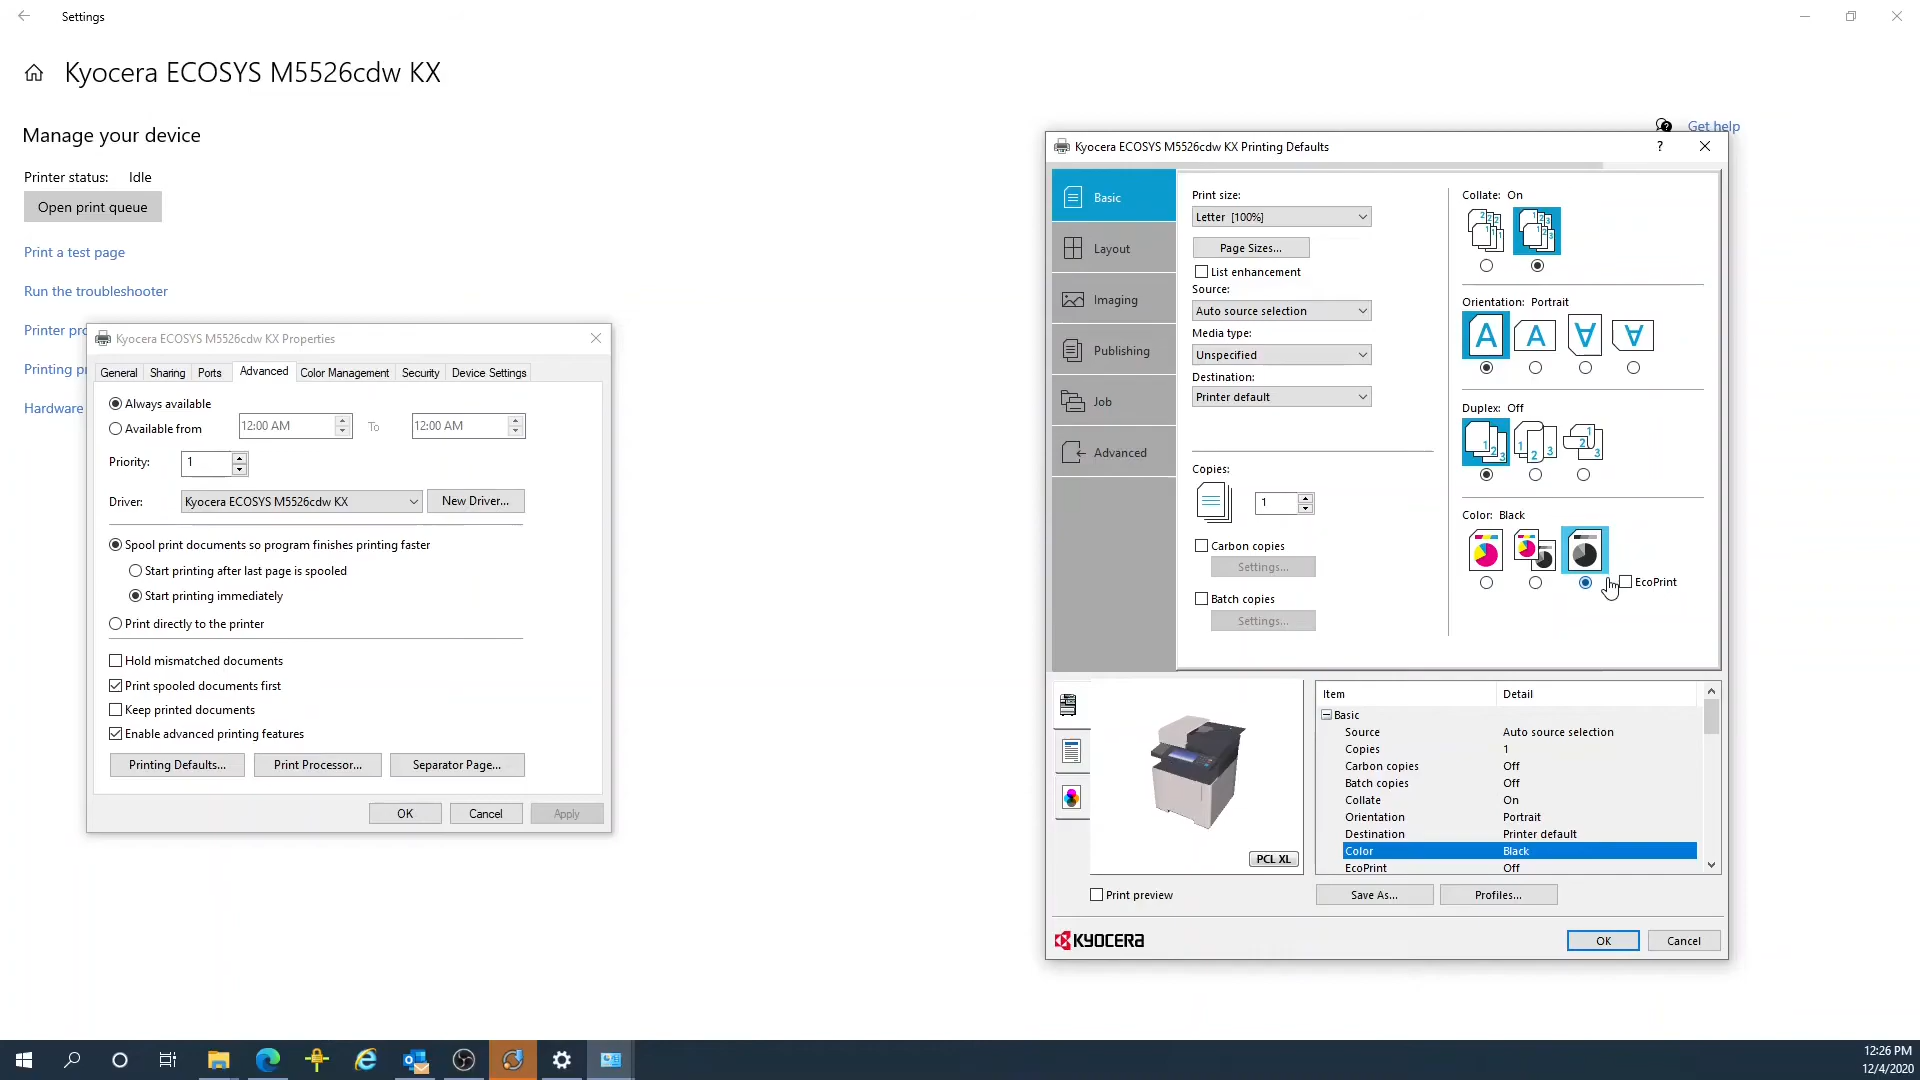 Settings
Kyocera ECOSYS M5526cdw KX
Manage your device
Printer status: Idle
Open print queue
Print a test page
Run the troubleshooter
Printer pro
Printing pr
Hardware
Get help
Kyocera ECOSYS M5526cdw KX Properties
General Sharing Ports Advanced Color Management Security Device Settings
Always available
Available from 12:00 AM To 12:00 AM
Priority: 1
Driver: Kyocera ECOSYS M5526cdw KX New Driver...
Spool print documents so program finishes printing faster
Start printing after last page is spooled
Start printing immediately
Print directly to the printer
Hold mismatched documents
Print spooled documents first
Keep printed documents
Enable advanced printing features
Printing Defaults... Print Processor... Separator Page...
OK Cancel Apply
Kyocera ECOSYS M5526cdw KX Printing Defaults
? 
Basic
Layout
Imaging
Publishing
Job
Advanced
Print size:
Letter [100%]
Page Sizes...
List enhancement
Source:
Auto source selection
Media type:
Unspecified
Destination:
Printer default
Copies:
1
Carbon copies
Settings...
Batch copies
Settings...
Collate: On
Orientation: Portrait
A A A A
Duplex: Off
1 2 3 1 2 3 1 2 3
Color: Black
EcoPrint
PCL XL
Print preview
Item Detail
Basic
Source Auto source selection
Copies 1
Carbon copies Off
Batch copies Off
Collate On
Orientation Portrait
Destination Printer default
Color Black
EcoPrint Off
Save As... Profiles...
KYOCERA
OK Cancel
12:26 PM
12/4/2020